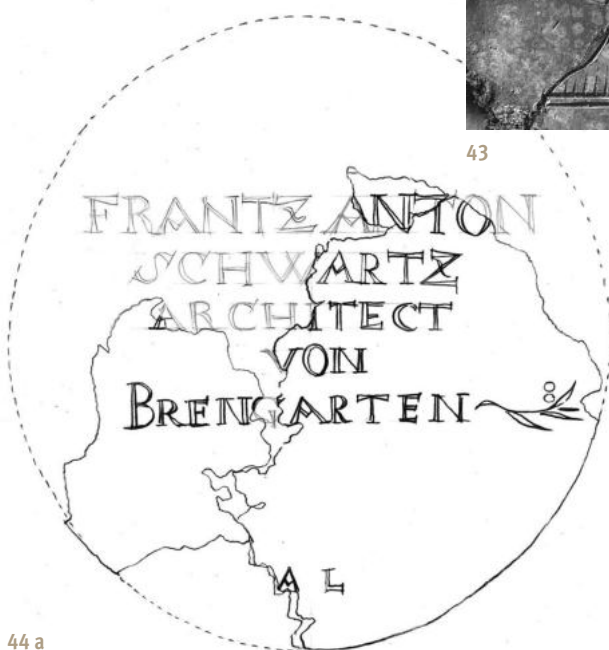 43
FRANTZ ANTON
SCHWARTZ
ARCHITECT
VON
BRENGARTEN
A L
44 a